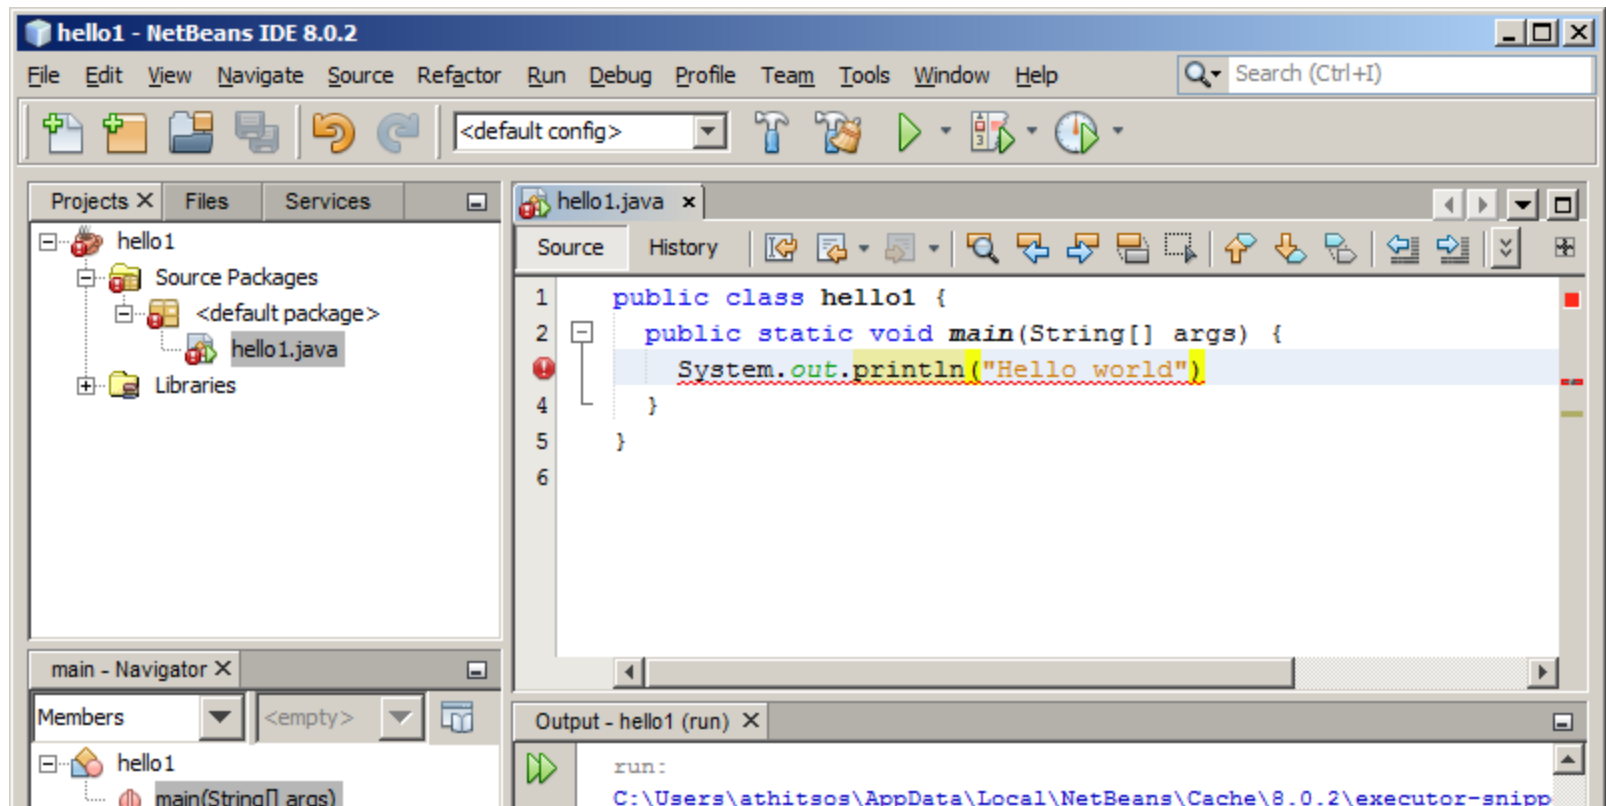 hello1 - NetBeans IDE 8.0.2
File Edit View Navigate Source Refactor Run Debug Profile Team Tools Window Help
Search (Ctrl+I)
<default config>
Projects Files Services
hello1
Source Packages
<default package>
hello1.java
Libraries
hello1.java
Source History
1 public class hello1 {
2 public static void main(String[] args) {
System.out.println("Hello world")
4 }
5 }
6
main - Navigator
Members <empty>
hello1
main(String[] args)
Output - hello1 (run)
run:
C:\Users\athitsos\AppData\Local\NetBeans\Cache\8.0.2\executor-snipp